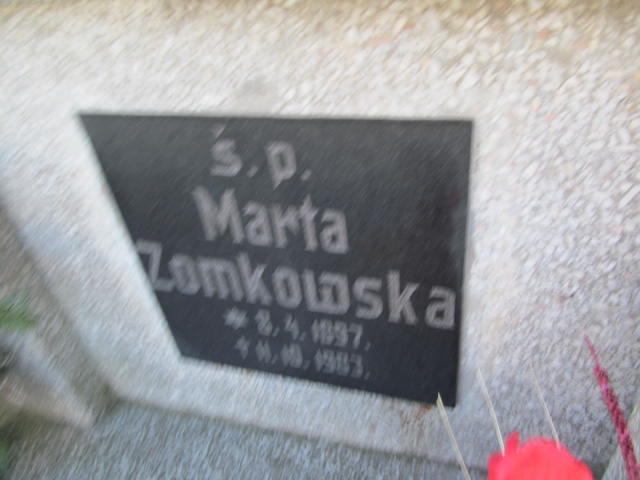 ś.p.
Marta
Zomkowska
* 8.4.1897.
+ 11.10.1983.